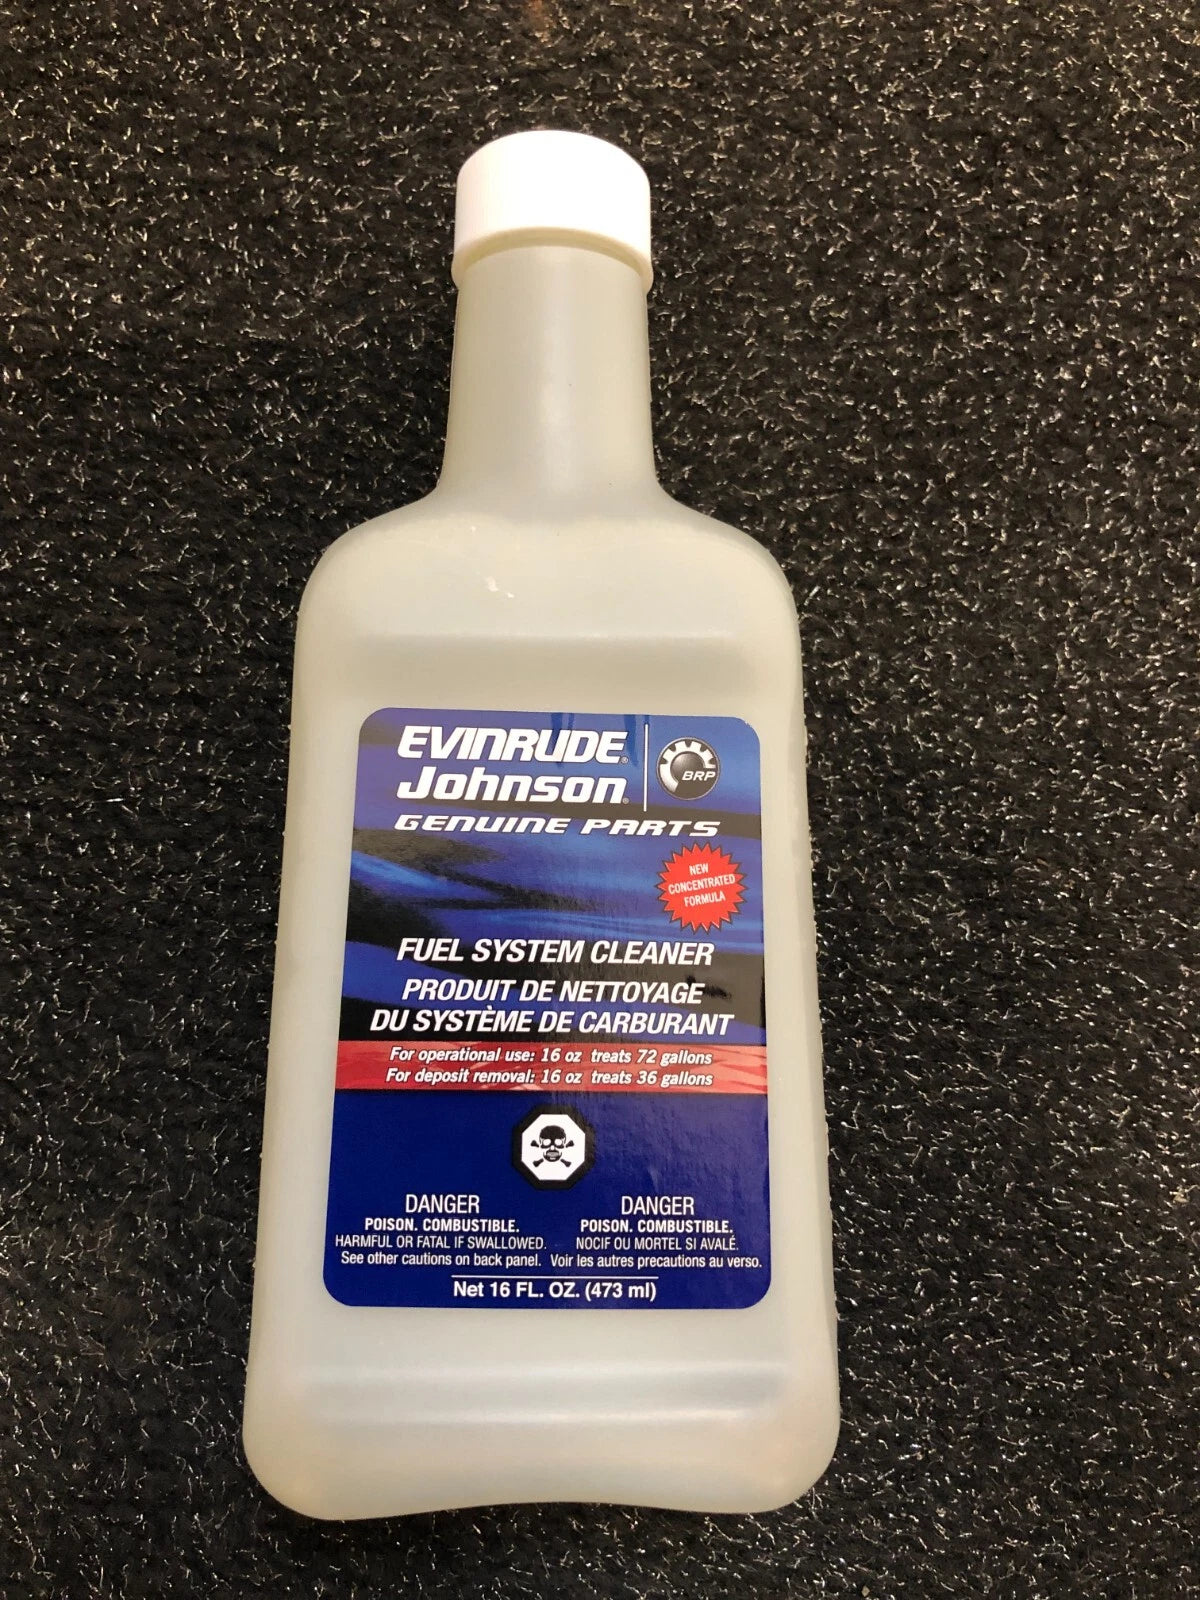 EVINRUDE®
Johnson®
BRP
GENUINE PARTS
NEW
CONCENTRATED
FORMULA
FUEL SYSTEM CLEANER
PRODUIT DE NETTOYAGE
DU SYSTÈME DE CARBURANT
For operational use: 16 oz treats 72 gallons
For deposit removal: 16 oz treats 36 gallons
DANGER
POISON. COMBUSTIBLE.
HARMFUL OR FATAL IF SWALLOWED.
See other cautions on back panel.
DANGER
POISON. COMBUSTIBLE.
NOCIF OU MORTEL SI AVALÉ.
Voir les autres precautions au verso.
Net 16 FL. OZ. (473 ml)